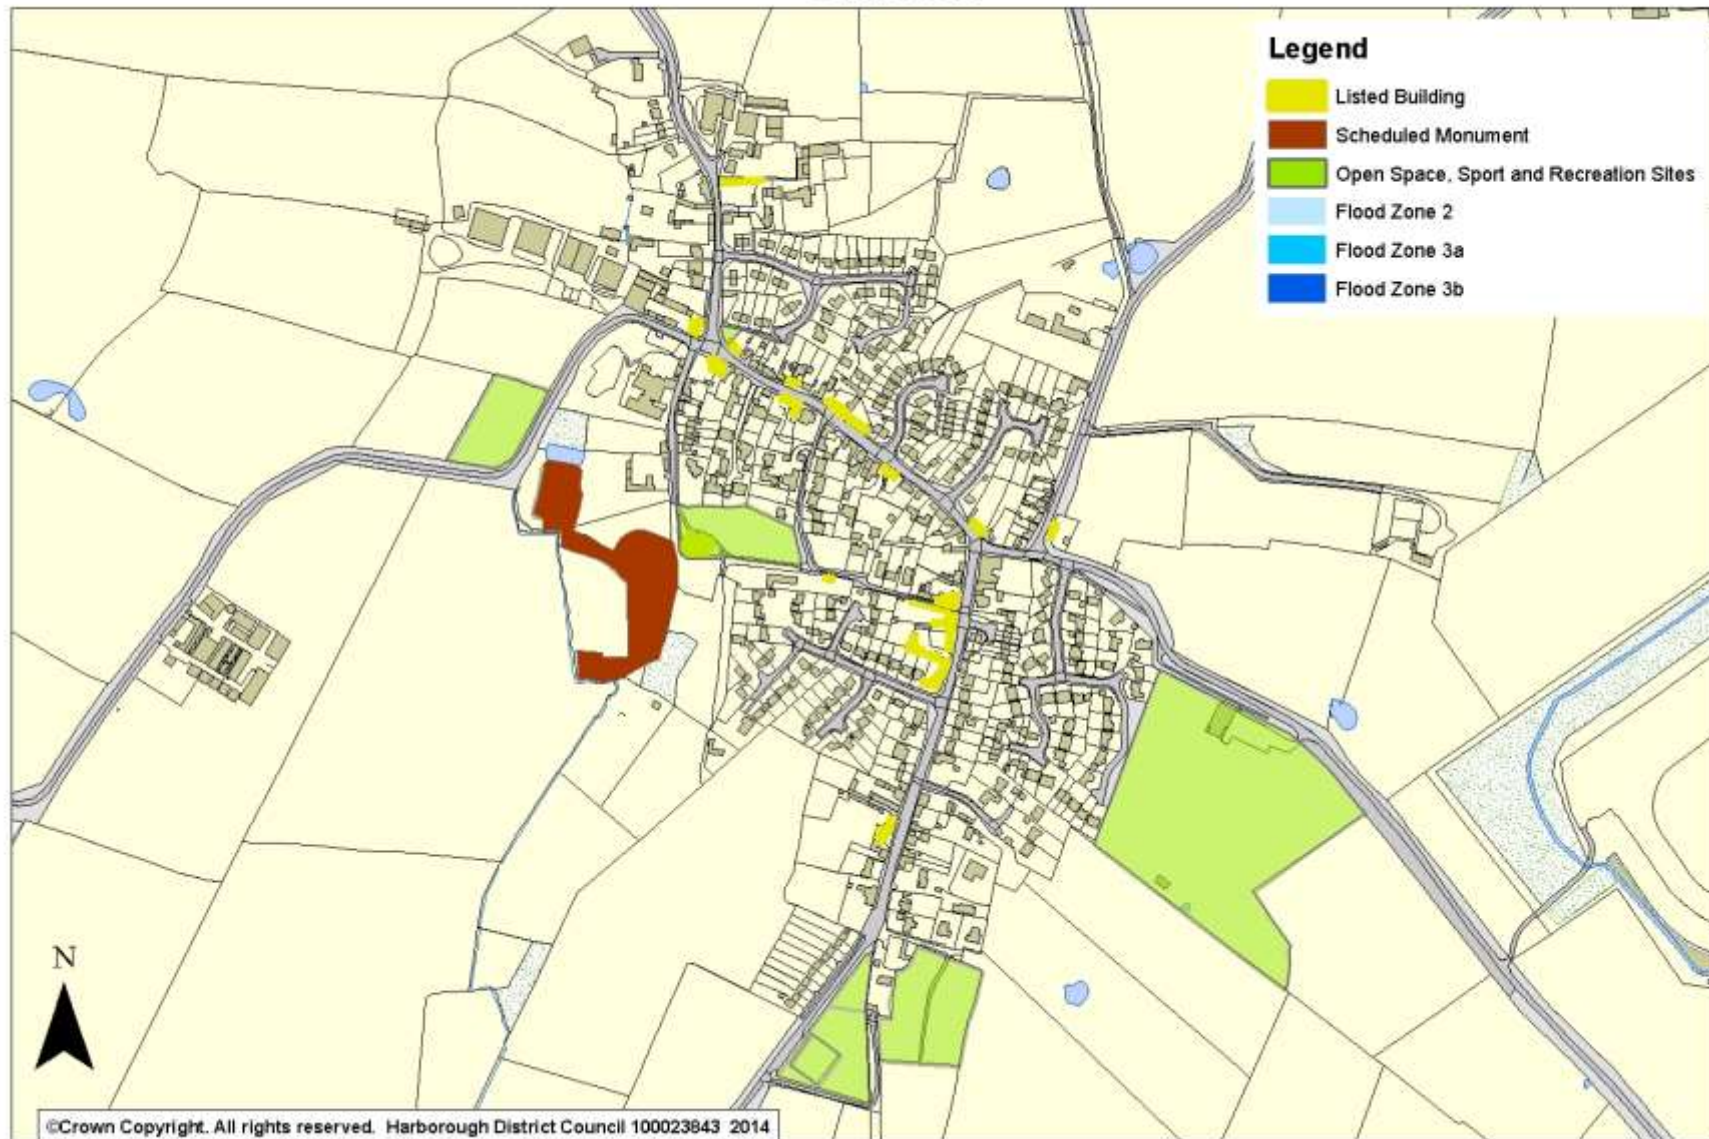 Legend
Listed Building
Scheduled Monument
Open Space, Sport and Recreation Sites
Flood Zone 2
Flood Zone 3a
Flood Zone 3b
N
©Crown Copyright. All rights reserved. Harborough District Council 100023843 2014